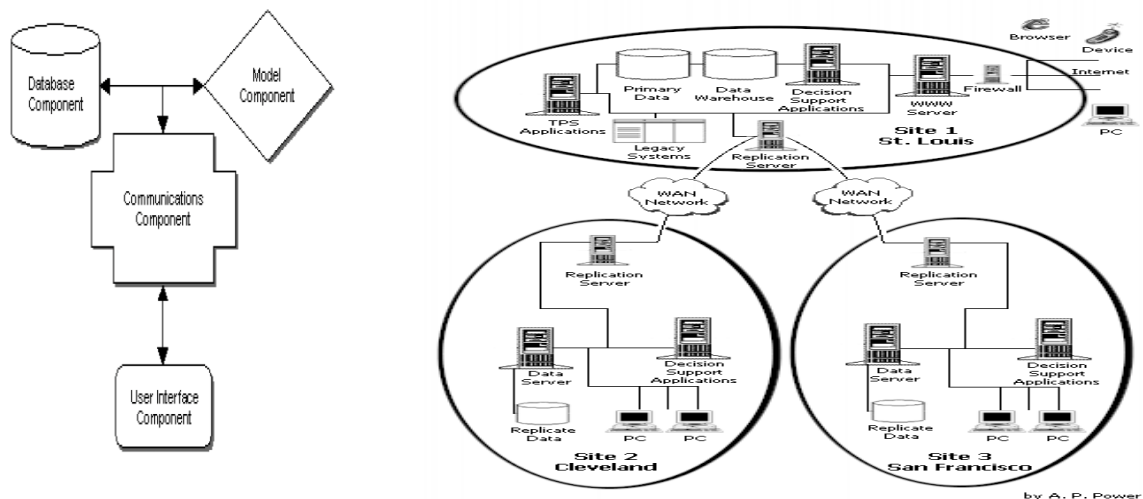 Database
Component
Model
Component
Communications
Component
User Interface
Component
Browser
Device
Internet
Firewall
PC
Primary
Data
Data
Warehouse
Decision
Support
Applications
WWW
Server
TPS
Applications
Legacy
Systems
Replication
Server
Site 1
St. Louis
WAN
Network
WAN
Network
Replication
Server
Data
Server
Decision
Support
Applications
Replicate
Data
PC
PC
Site 2
Cleveland
Replication
Server
Data
Server
Decision
Support
Applications
Replicate
Data
PC
PC
Site 3
San Francisco
by A. P. Power